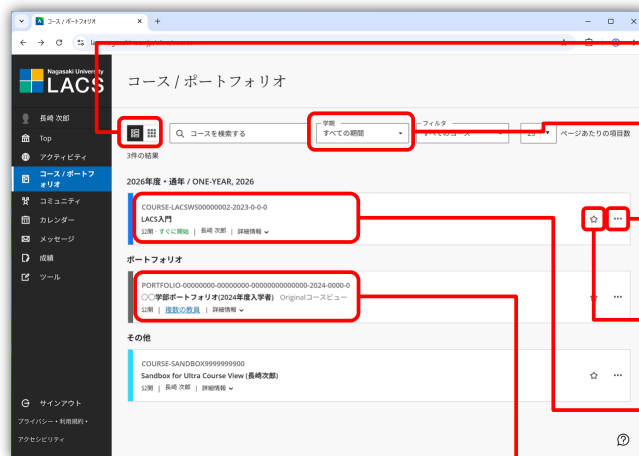 コース/ポートフォリオ
Nagasaki University
LACS
コース / ポートフォリオ
長崎 次郎
Top
アクティビティ
コース / ポートフ
ォリオ
コミュニティ
カレンダー
メッセージ
成績
ツール
サインアウト
プライバシー・利用規約・
アクセシビリティ
コースを検索する
学期
すべての期間
フィルタ
すべてのコース
25
ページあたりの項目数
3件の結果
2026年度・通年 / ONE-YEAR, 2026
COURSE-LACSWS00000002-2023-0-0-0
LACS入門
公開・すぐに開始 | 長崎 次郎 | 詳細情報
ポートフォリオ
PORTFOLIO-00000000-00000000-00000000000000-2024-0000-0
○○学部ポートフォリオ(2024年度入学者) Originalコースビュー
公開 | 複数の教員 | 詳細情報
その他
COURSE-SANDBOX9999999900
Sandbox for Ultra Course View (長崎次郎)
公開 | 長崎 次郎 | 詳細情報